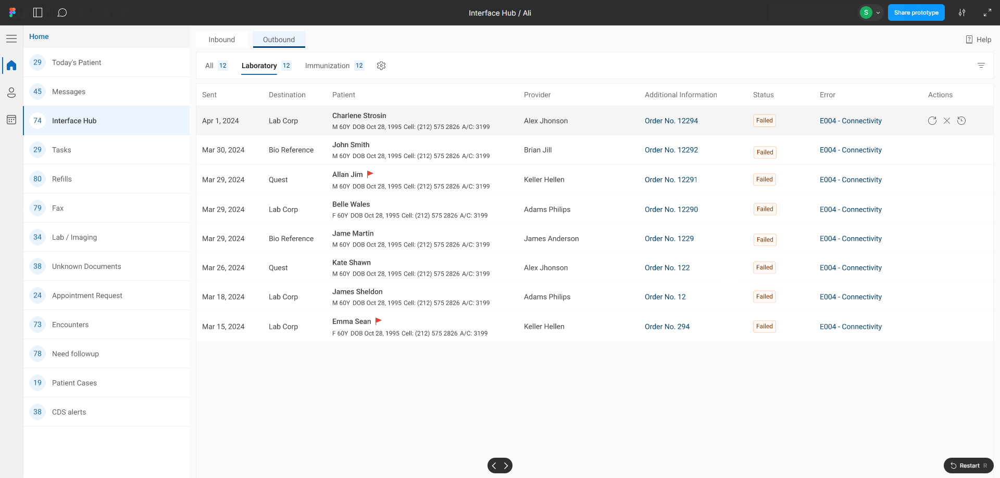 Interface Hub / Ali
S
Share prototype
Home
29 Today's Patient
45 Messages
74 Interface Hub
29 Tasks
80 Refills
79 Fax
34 Lab / Imaging
38 Unknown Documents
24 Appointment Request
73 Encounters
78 Need followup
19 Patient Cases
38 CDS alerts
Inbound Outbound
? Help
All 12 Laboratory 12 Immunization 12
Sent Destination Patient Provider Additional Information Status Error Actions
Apr 1, 2024 Lab Corp Charlene Strosin Alex Jhonson Order No. 12294 Failed E004 - Connectivity
M 60Y DOB Oct 28, 1995 Cell: (212) 575 2826 A/C: 3199
Mar 30, 2024 Bio Reference John Smith Brian Jill Order No. 12292 Failed E004 - Connectivity
M 60Y DOB Oct 28, 1995 Cell: (212) 575 2826 A/C: 3199
Mar 29, 2024 Quest Allan Jim Keller Hellen Order No. 12291 Failed E004 - Connectivity
M 60Y DOB Oct 28, 1995 Cell: (212) 575 2826 A/C: 3199
Mar 29, 2024 Lab Corp Belle Wales Adams Philips Order No. 12290 Failed E004 - Connectivity
F 60Y DOB Oct 28, 1995 Cell: (212) 575 2826 A/C: 3199
Mar 29, 2024 Bio Reference Jame Martin James Anderson Order No. 1229 Failed E004 - Connectivity
M 60Y DOB Oct 28, 1995 Cell: (212) 575 2826 A/C: 3199
Mar 26, 2024 Quest Kate Shawn Alex Jhonson Order No. 122 Failed E004 - Connectivity
M 60Y DOB Oct 28, 1995 Cell: (212) 575 2826 A/C: 3199
Mar 18, 2024 Lab Corp James Sheldon Adams Philips Order No. 12 Failed E004 - Connectivity
M 60Y DOB Oct 28, 1995 Cell: (212) 575 2826 A/C: 3199
Mar 15, 2024 Lab Corp Emma Sean Keller Hellen Order No. 294 Failed E004 - Connectivity
F 60Y DOB Oct 28, 1995 Cell: (212) 575 2826 A/C: 3199
Restart R